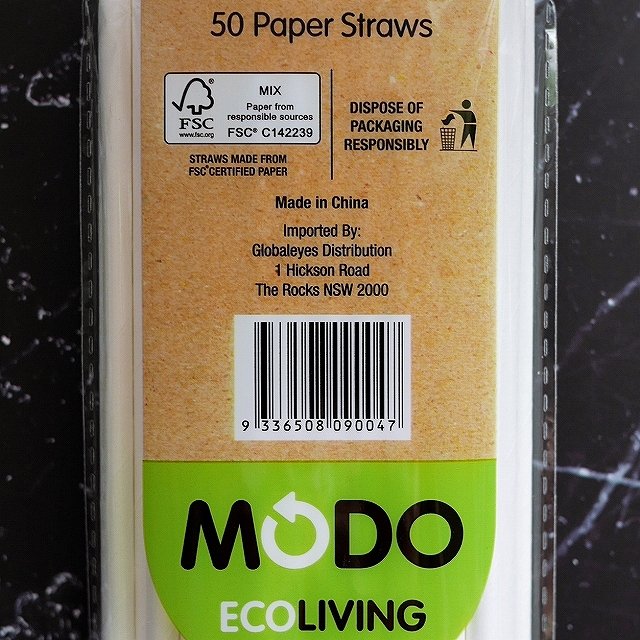 50 Paper Straws
FSC
www.fsc.org
MIX
Paper from
responsible sources
FSC® C142239
STRAWS MADE FROM
FSC® CERTIFIED PAPER
DISPOSE OF
PACKAGING
RESPONSIBLY
Made in China
Imported By:
Globaleyes Distribution
1 Hickson Road
The Rocks NSW 2000
9 336508 090047
MODO
ECOLIVING